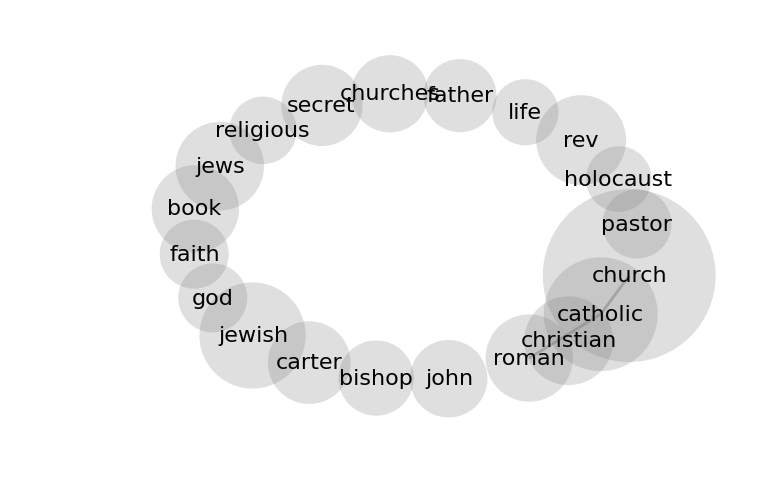 churches
father
secret
life
religious
rev
jews
holocaust
book
pastor
faith
church
god
catholic
jewish
christian
roman
carter
bishop
john